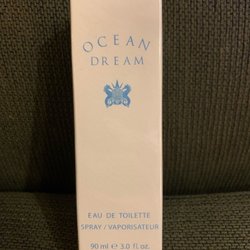 OCEAN
DREAM
EAU DE TOILETTE
SPRAY / VAPORISATEUR
90 ml ℮ 3.0 fl. oz.